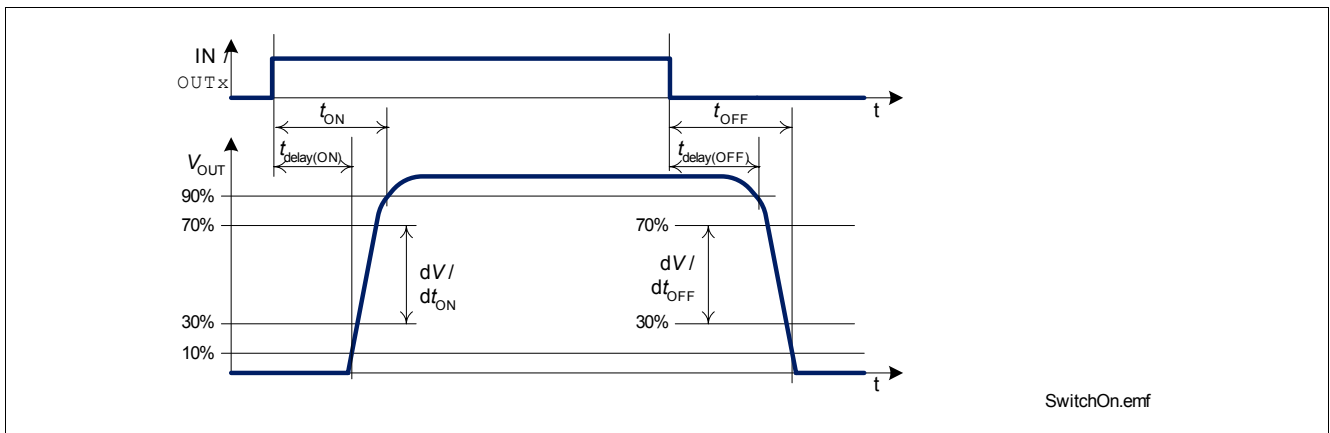 IN /
OUTx
t
tON
tOFF
tdelay(ON)
tdelay(OFF)
VOUT
90%
70%
70%
dV /
dtON
dV /
dtOFF
30%
30%
10%
t
SwitchOn.emf